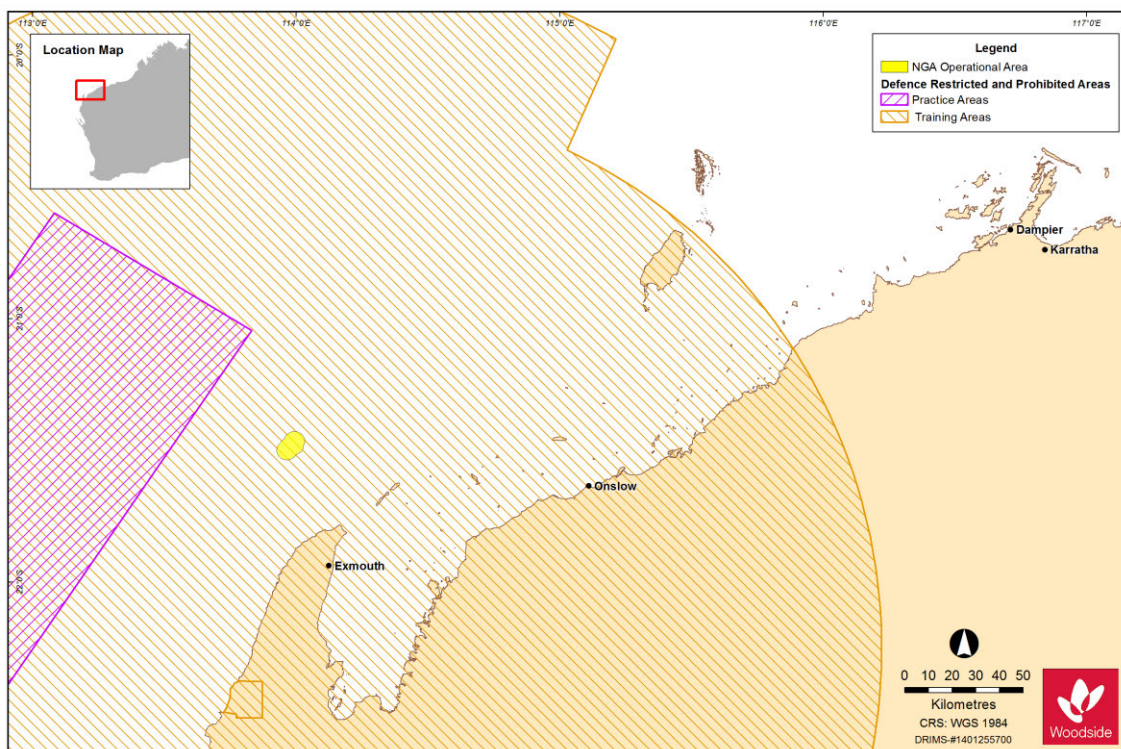 113°0'E
114°0'E
115°0'E
116°0'E
117°0'E
20°0'S
21°0'S
22°0'S
Location Map
Legend
NGA Operational Area
Defence Restricted and Prohibited Areas
Practice Areas
Training Areas
Dampier
Karratha
Onslow
Exmouth
0 10 20 30 40 50
Kilometres
CRS: WGS 1984
DRIMS-#1401255700
Woodside